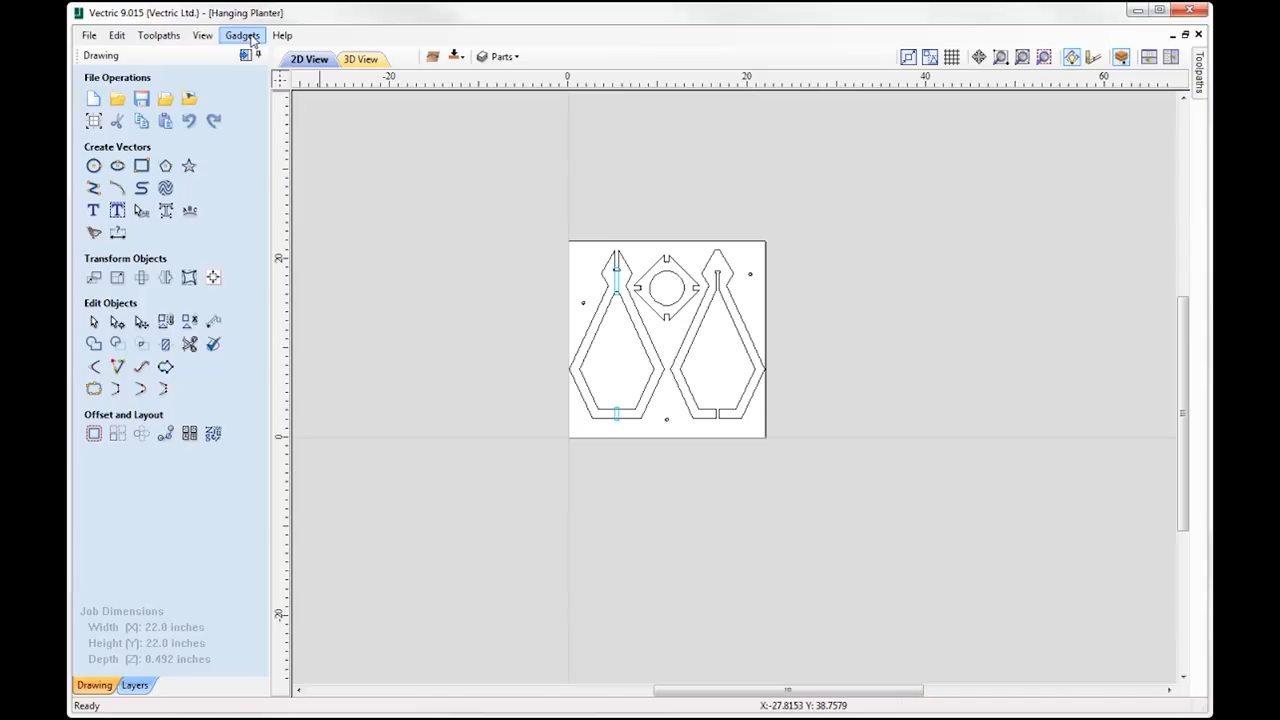 Vectric 9.015 {Vectric Ltd.} - [Hanging Planter]
File Edit Toolpaths View Gadgets Help
Drawing
2D View 3D View Parts
-20 0 20 40 60
File Operations
Create Vectors
Transform Objects
Edit Objects
Offset and Layout
20
0
-20
Job Dimensions
Width [X]: 22.0 inches
Height [Y]: 22.0 inches
Depth [Z]: 0.492 inches
Drawing Layers
Ready X:-27.8153 Y: 38.7579
Toolpaths